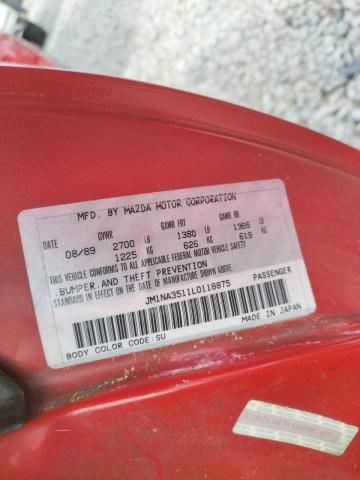 MFD. BY MAZDA MOTOR CORPORATION
DATE GVWR GAWR FRT GAWR RR
08/89 2700 LB 1380 LB 1365 LB
1225 KG 626 KG 619 KG
THIS VEHICLE CONFORMS TO ALL APPLICABLE FEDERAL MOTOR VEHICLE SAFETY
,BUMPER,AND THEFT PREVENTION
STANDARDS IN EFFECT ON THE DATE OF MANUFACTURE SHOWN ABOVE.
JM1NA3511L0118875 PASSENGER
BODY COLOR CODE: SU MADE IN JAPAN